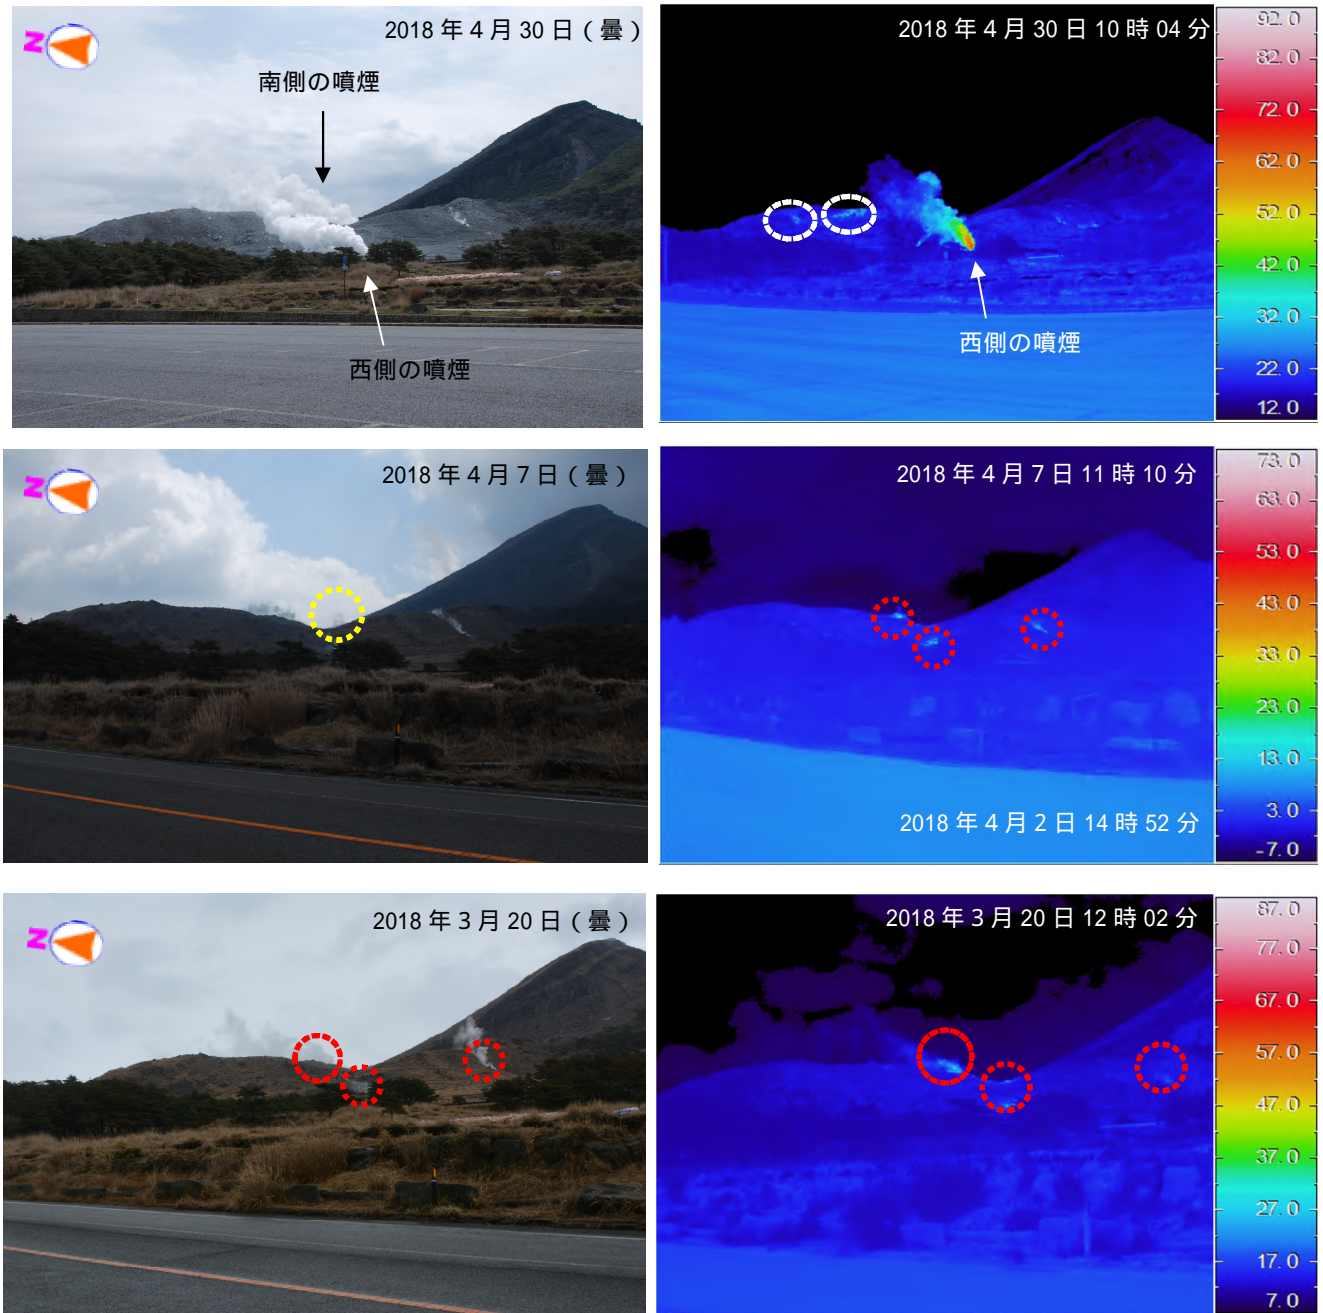 N
2018 年 4 月 30 日 ( 曇 )
南側の噴煙
西側の噴煙
2018 年 4 月 30 日 10 時 04 分
西側の噴煙
92.0
82.0
72.0
62.0
52.0
42.0
32.0
22.0
12.0
N
2018 年 4 月 7 日 ( 曇 )
2018 年 4 月 7 日 11 時 10 分
2018 年 4 月 2 日 14 時 52 分
73.0
63.0
53.0
43.0
33.0
23.0
13.0
3.0
-7.0
N
2018 年 3 月 20 日 ( 曇 )
2018 年 3 月 20 日 12 時 02 分
87.0
77.0
67.0
57.0
47.0
37.0
27.0
17.0
7.0